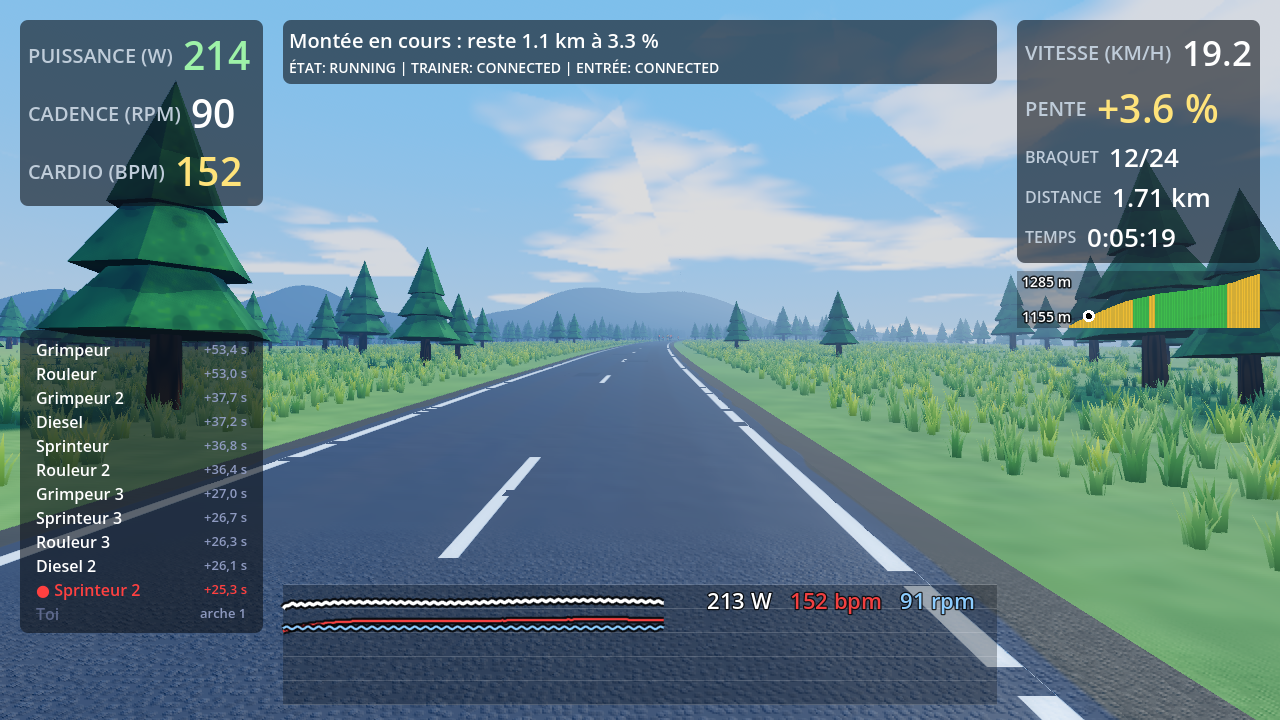 PUISSANCE (W) 214
CADENCE (RPM) 90
CARDIO (BPM) 152
Montée en cours : reste 1.1 km à 3.3 %
ÉTAT: RUNNING | TRAINER: CONNECTED | ENTRÉE: CONNECTED
VITESSE (KM/H) 19.2
PENTE +3.6 %
BRAQUET 12/24
DISTANCE 1.71 km
TEMPS 0:05:19
1285 m
1155 m
Grimpeur +53,4 s
Rouleur +53,0 s
Grimpeur 2 +37,7 s
Diesel +37,2 s
Sprinteur +36,8 s
Rouleur 2 +36,4 s
Grimpeur 3 +27,0 s
Sprinteur 3 +26,7 s
Rouleur 3 +26,3 s
Diesel 2 +26,1 s
Sprinteur 2 +25,3 s
Toi arche 1
213 W 152 bpm 91 rpm